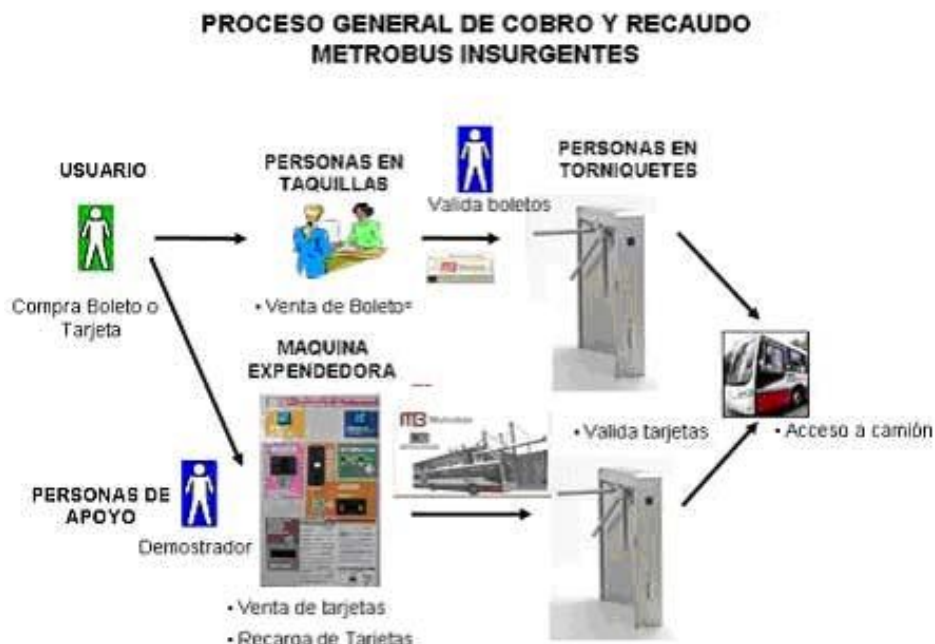 PROCESO GENERAL DE COBRO Y RECAUDO
METROBUS INSURGENTES
USUARIO
PERSONAS EN
TAQUILLAS
PERSONAS EN
TORNIQUETES
Valida boletos
Compra Boleto o
Tarjeta
• Venta de Boleto
MAQUINA
EXPENDEDORA
MB Metrobús
• Valida tarjetas
• Acceso a camión
PERSONAS DE
APOYO
Demostrador
• Venta de tarjetas
• Recarga de Tarjetas